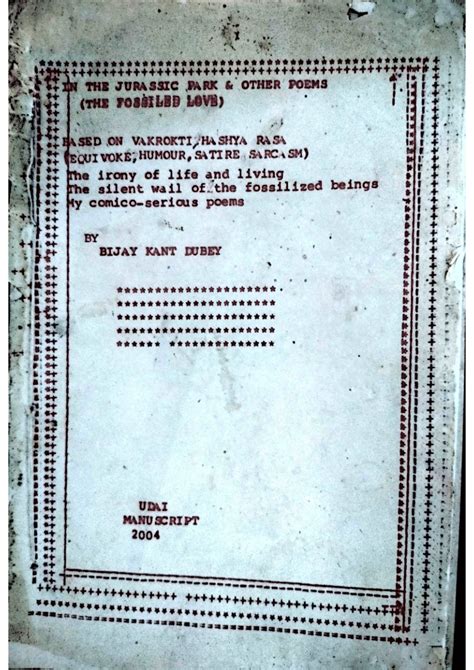 IN THE JURASSIC PARK & OTHER POEMS
(THE FOSSILED LOVE)
BASED ON VAKROKTI,HASHYA RASA
(EQUIVOKE,HUMOUR,SATIRE SARCASM)
The irony of life and living
The silent wail of the fossilized beings
My comico-serious poems
BY
BIJAY KANT DUBEY
UDAI
MANUSCRIPT
2004